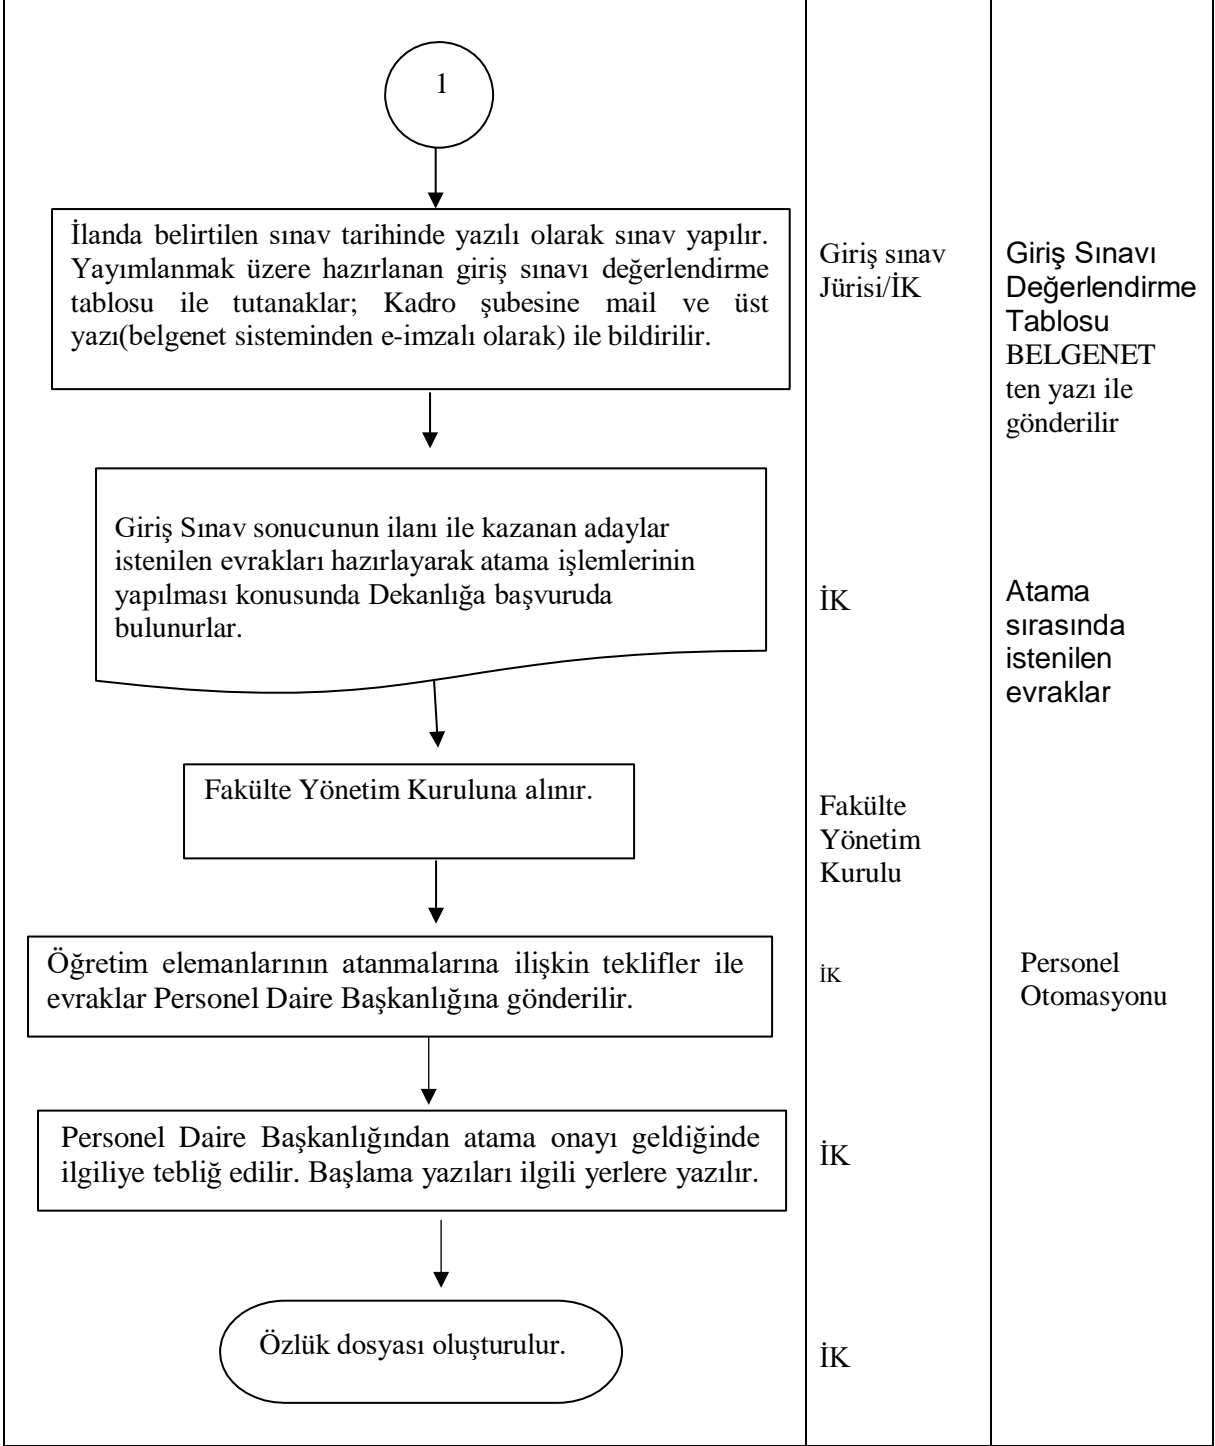 1
İlanda belirtilen sınav tarihinde yazılı olarak sınav yapılır.
Yayımlanmak üzere hazırlanan giriş sınavı değerlendirme
tablosu ile tutanaklar; Kadro şubesine mail ve üst
yazı(belgenet sisteminden e-imzalı olarak) ile bildirilir.
Giriş sınav
Jürisi/İK
Giriş Sınavı
Değerlendirme
Tablosu
BELGENET
ten yazı ile
gönderilir
Giriş Sınav sonucunun ilanı ile kazanan adaylar
istenilen evrakları hazırlayarak atama işlemlerinin
yapılması konusunda Dekanlığa başvuruda
bulunurlar.
İK
Atama
sırasında
istenilen
evraklar
Fakülte Yönetim Kuruluna alınır.
Fakülte
Yönetim
Kurulu
Öğretim elemanlarının atanmalarına ilişkin teklifler ile
evraklar Personel Daire Başkanlığına gönderilir.
İK
Personel
Otomasyonu
Personel Daire Başkanlığından atama onayı geldiğinde
ilgiliye tebliğ edilir. Başlama yazıları ilgili yerlere yazılır.
İK
Özlük dosyası oluşturulur.
İK